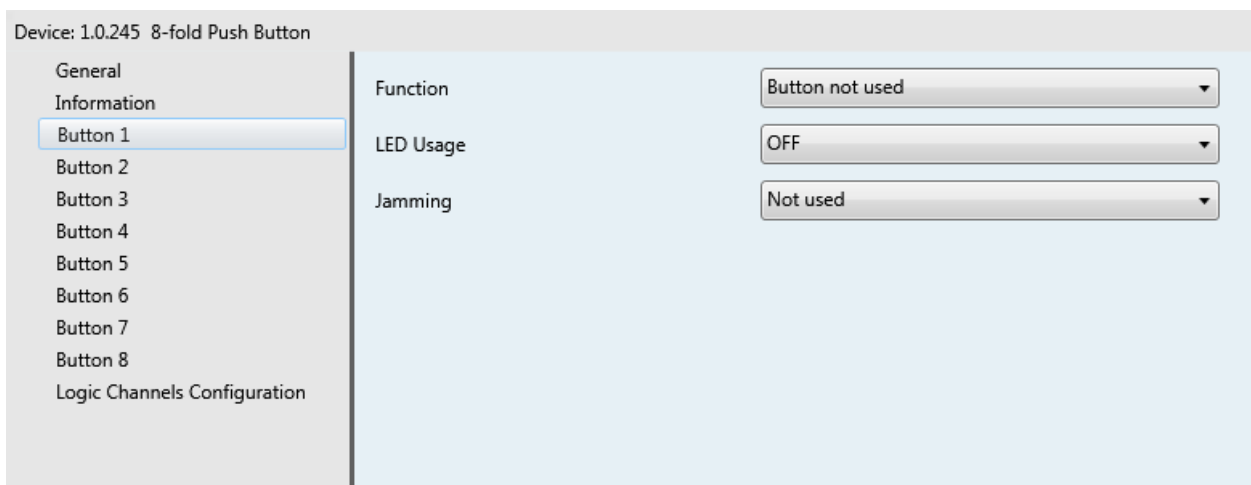 Device: 1.0.245 8-fold Push Button
General
Information
Button 1
Button 2
Button 3
Button 4
Button 5
Button 6
Button 7
Button 8
Logic Channels Configuration
Function Button not used
LED Usage OFF
Jamming Not used